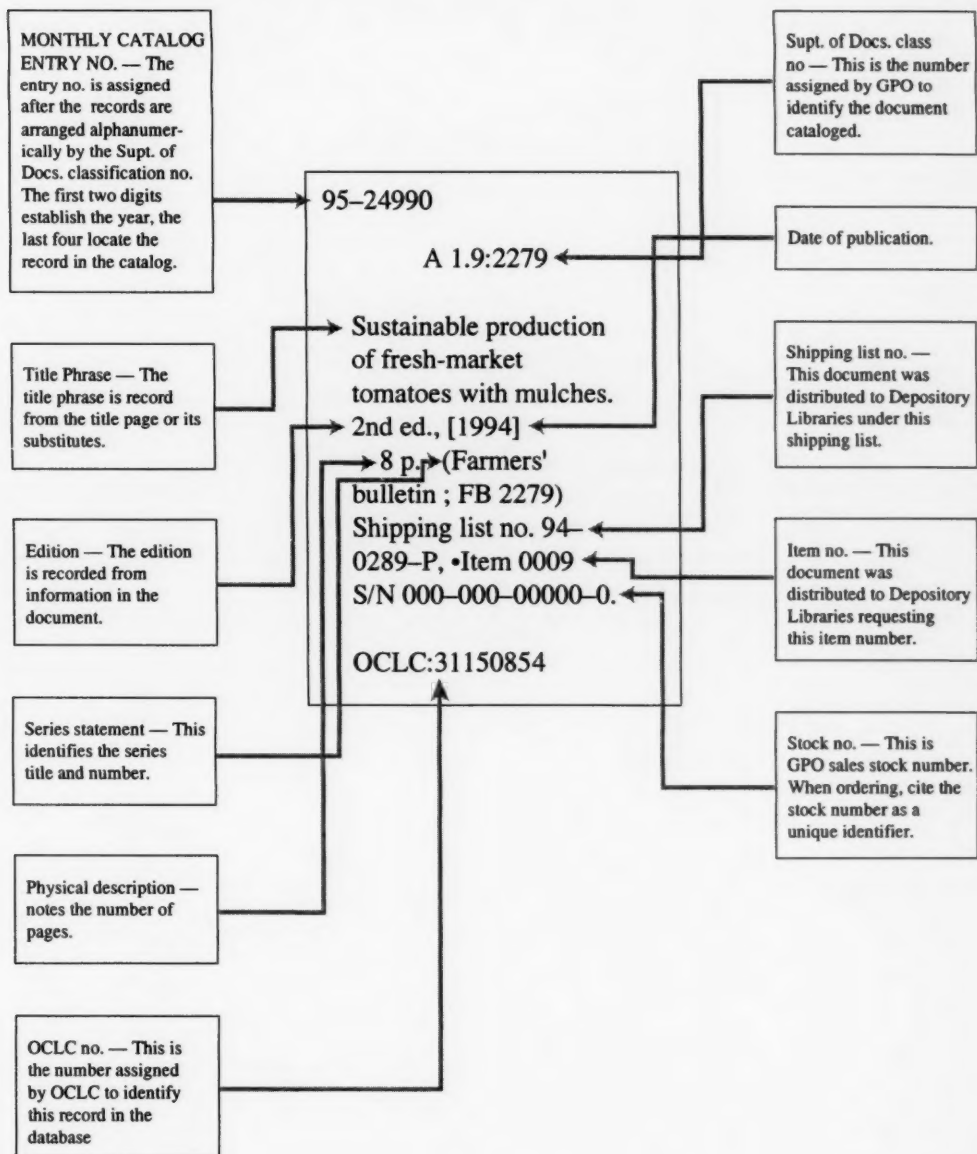 MONTHLY CATALOG
ENTRY NO. — The
entry no. is assigned
after the records are
arranged alphanumer-
ically by the Supt. of
Docs. classification no.
The first two digits
establish the year, the
last four locate the
record in the catalog.
Title Phrase — The
title phrase is record
from the title page or its
substitutes.
Edition — The edition
is recorded from
information in the
document.
Series statement — This
identifies the series
title and number.
Physical description —
notes the number of
pages.
OCLC no. — This is
the number assigned
by OCLC to identify
this record in the
database
95–24990
A 1.9:2279
Sustainable production
of fresh-market
tomatoes with mulches.
2nd ed., [1994]
8 p. (Farmers'
bulletin ; FB 2279)
Shipping list no. 94–
0289–P, •Item 0009
S/N 000–000–00000–0.
OCLC:31150854
Supt. of Docs. class
no — This is the number
assigned by GPO to
identify the document
cataloged.
Date of publication.
Shipping list no. —
This document was
distributed to Depository
Libraries under this
shipping list.
Item no. — This
document was
distributed to Depository
Libraries requesting
this item number.
Stock no. — This is
GPO sales stock number.
When ordering, cite the
stock number as a
unique identifier.